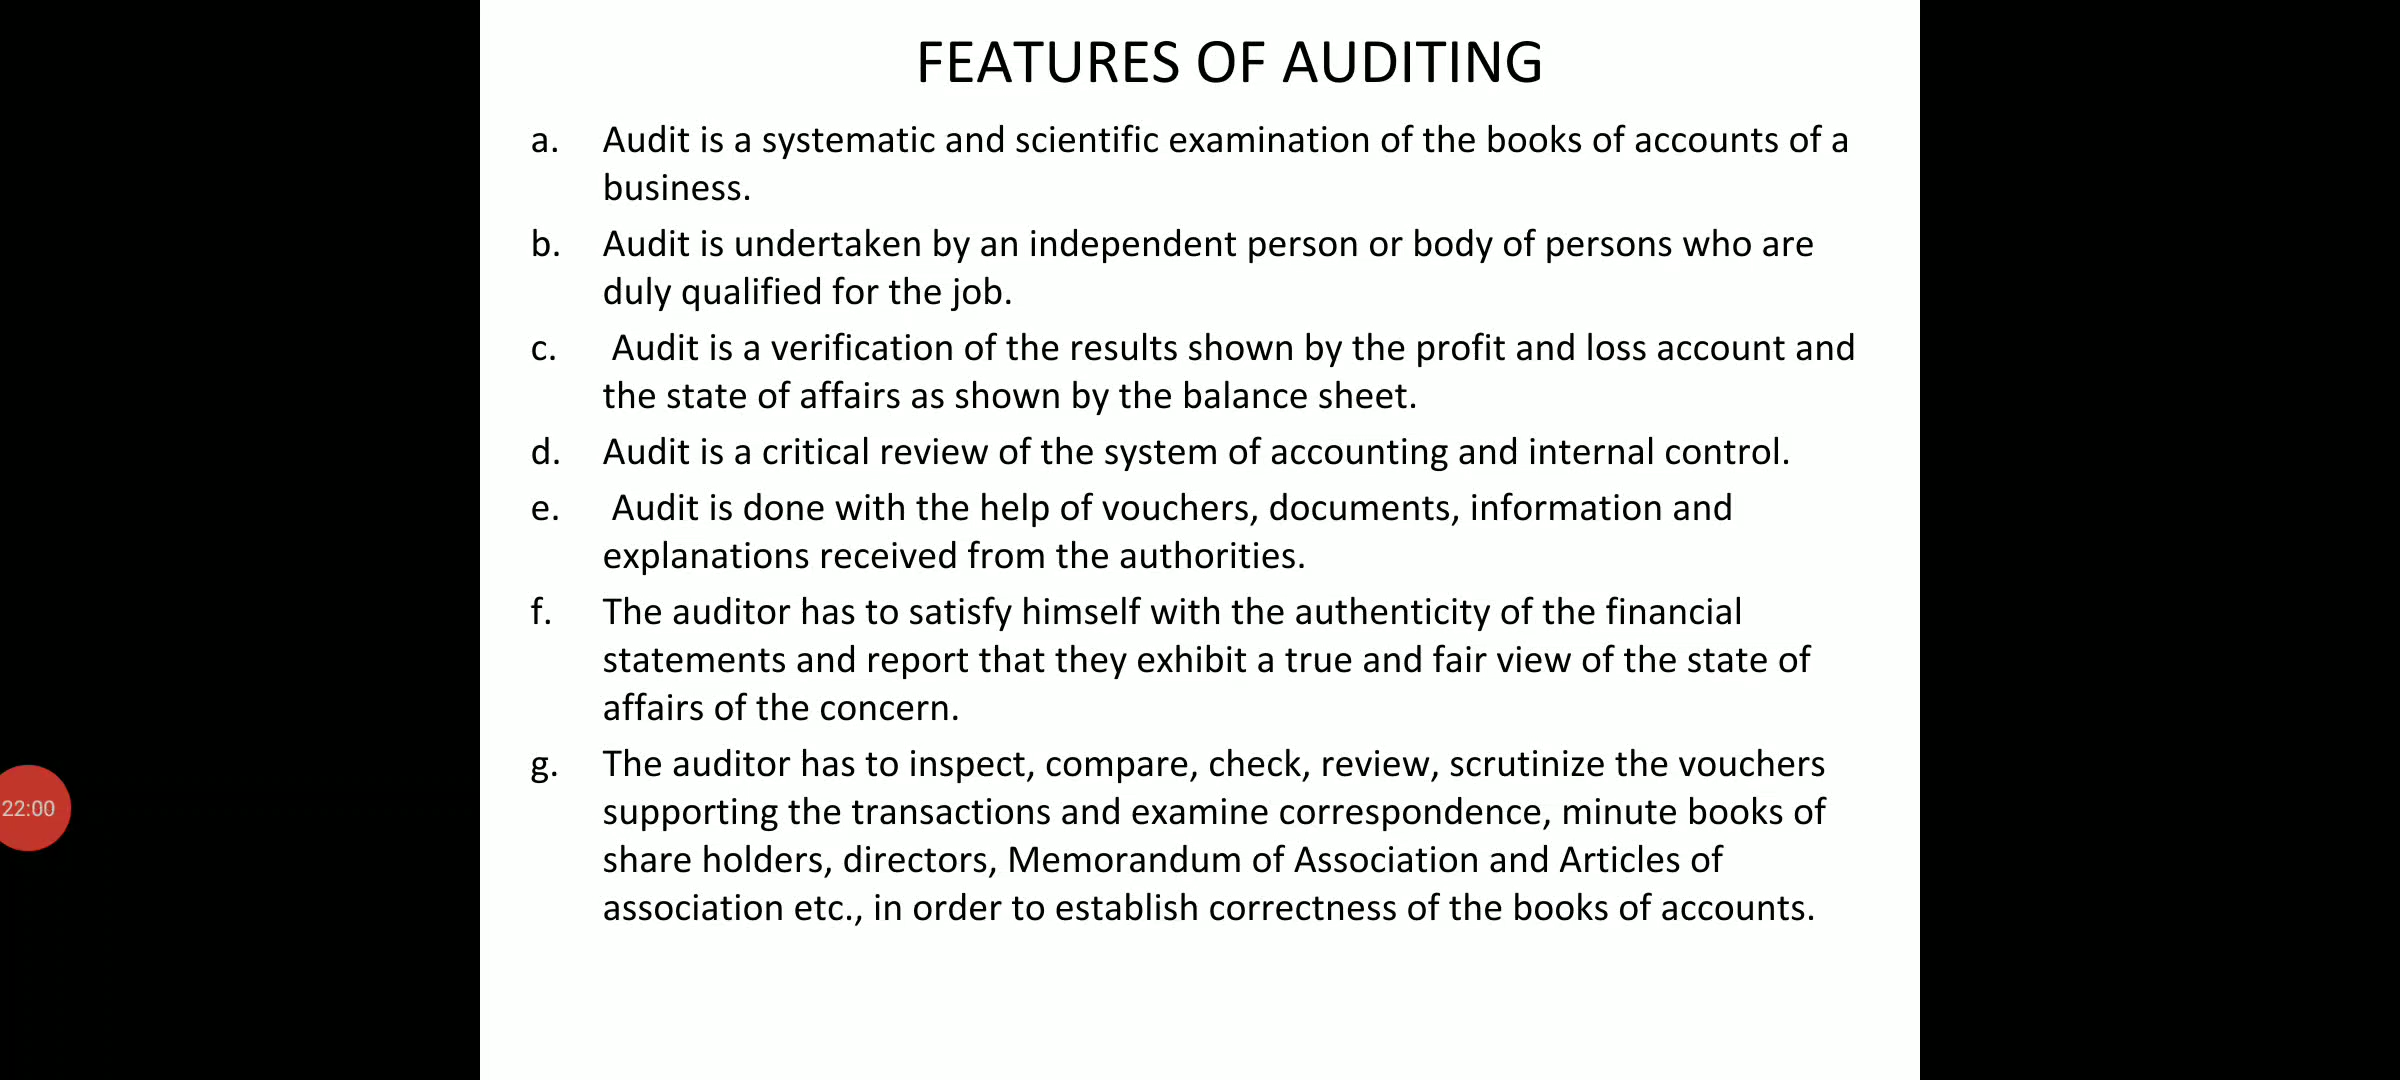 FEATURES OF AUDITING
a. Audit is a systematic and scientific examination of the books of accounts of a
business.
b. Audit is undertaken by an independent person or body of persons who are
duly qualified for the job.
c. Audit is a verification of the results shown by the profit and loss account and
the state of affairs as shown by the balance sheet.
d. Audit is a critical review of the system of accounting and internal control.
e. Audit is done with the help of vouchers, documents, information and
explanations received from the authorities.
f. The auditor has to satisfy himself with the authenticity of the financial
statements and report that they exhibit a true and fair view of the state of
affairs of the concern.
g. The auditor has to inspect, compare, check, review, scrutinize the vouchers
supporting the transactions and examine correspondence, minute books of
share holders, directors, Memorandum of Association and Articles of
association etc., in order to establish correctness of the books of accounts.
22:00